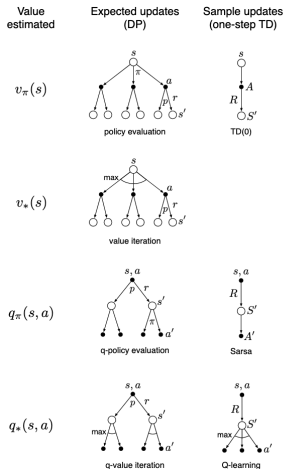 Value estimated
Expected updates (DP)
Sample updates (one-step TD)
v_π(s)
s
π
a
p r
s′
policy evaluation
s
A
R
S′
TD(0)
v_*(s)
s
max
a
p r
s′
value iteration
q_π(s, a)
s, a
p r
s′
π
a′
q-policy evaluation
s, a
R
S′
A′
Sarsa
q_*(s, a)
s, a
p r
s′
max
a′
q-value iteration
s, a
R
S′
max
a′
Q-learning